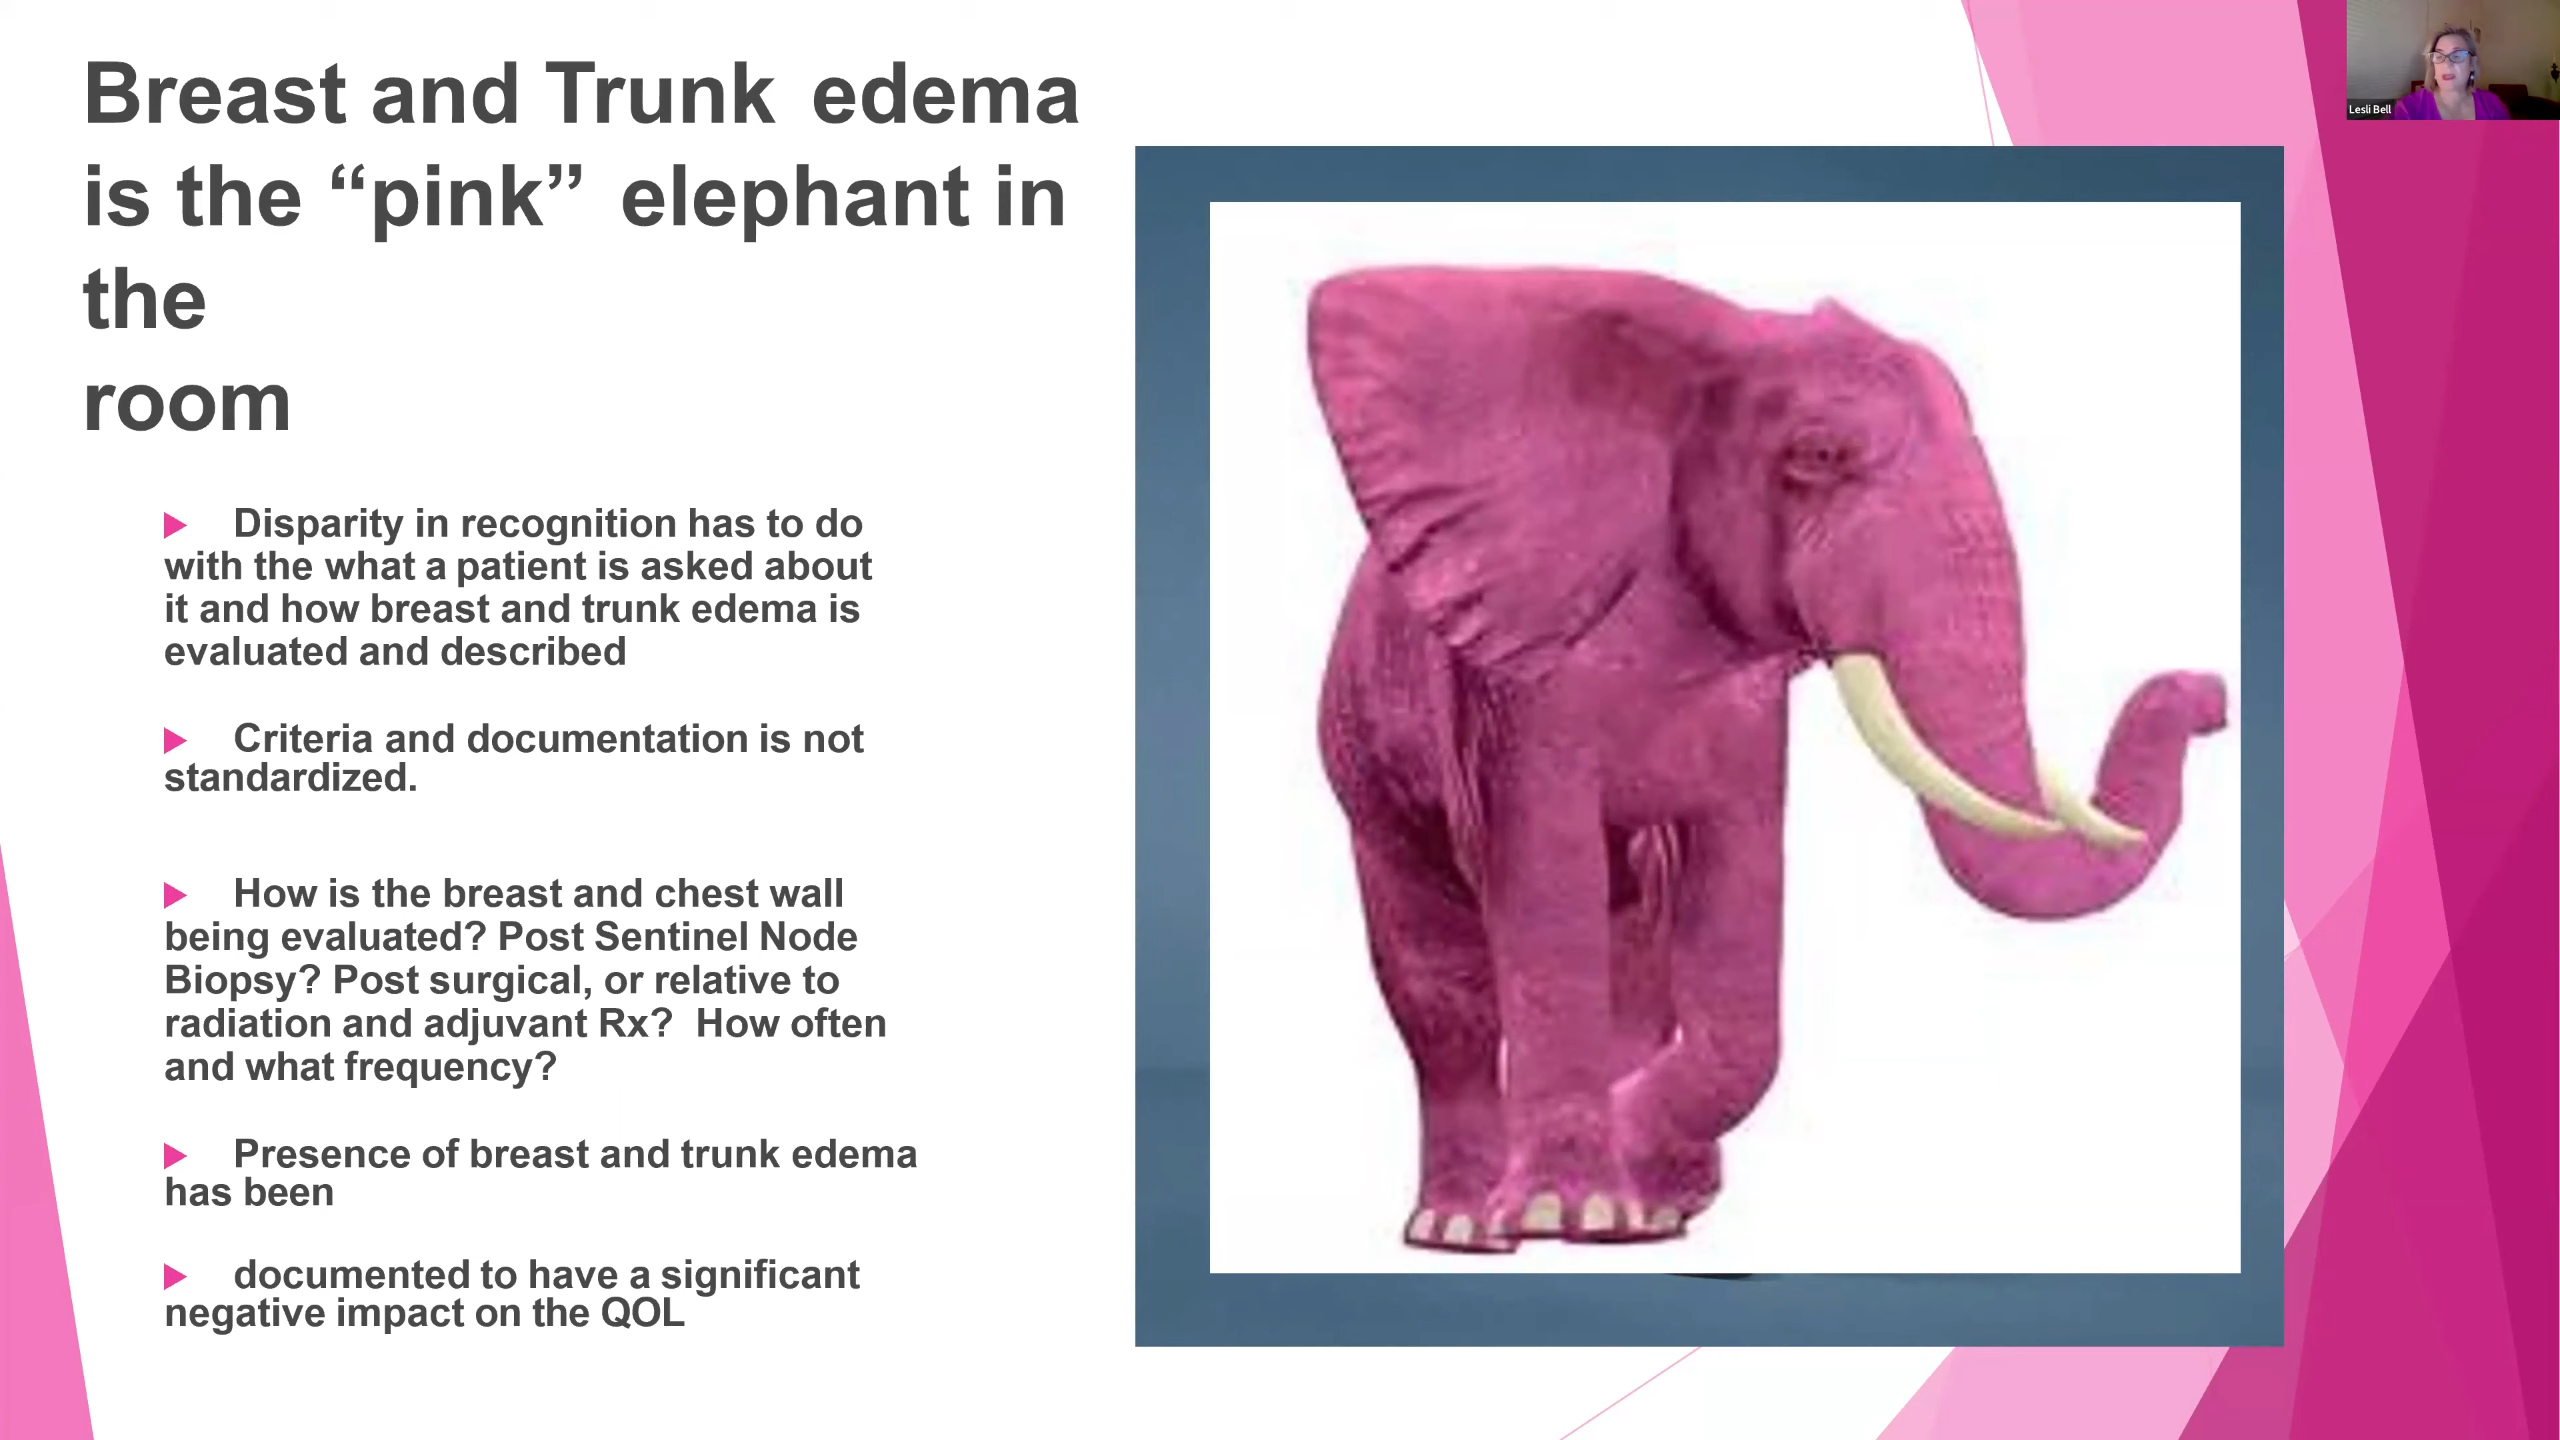 Breast and Trunk edema
is the “pink” elephant in
the
room
Disparity in recognition has to do
with the what a patient is asked about
it and how breast and trunk edema is
evaluated and described
Criteria and documentation is not
standardized.
How is the breast and chest wall
being evaluated? Post Sentinel Node
Biopsy? Post surgical, or relative to
radiation and adjuvant Rx? How often
and what frequency?
Presence of breast and trunk edema
has been
documented to have a significant
negative impact on the QOL
Lesli Bell